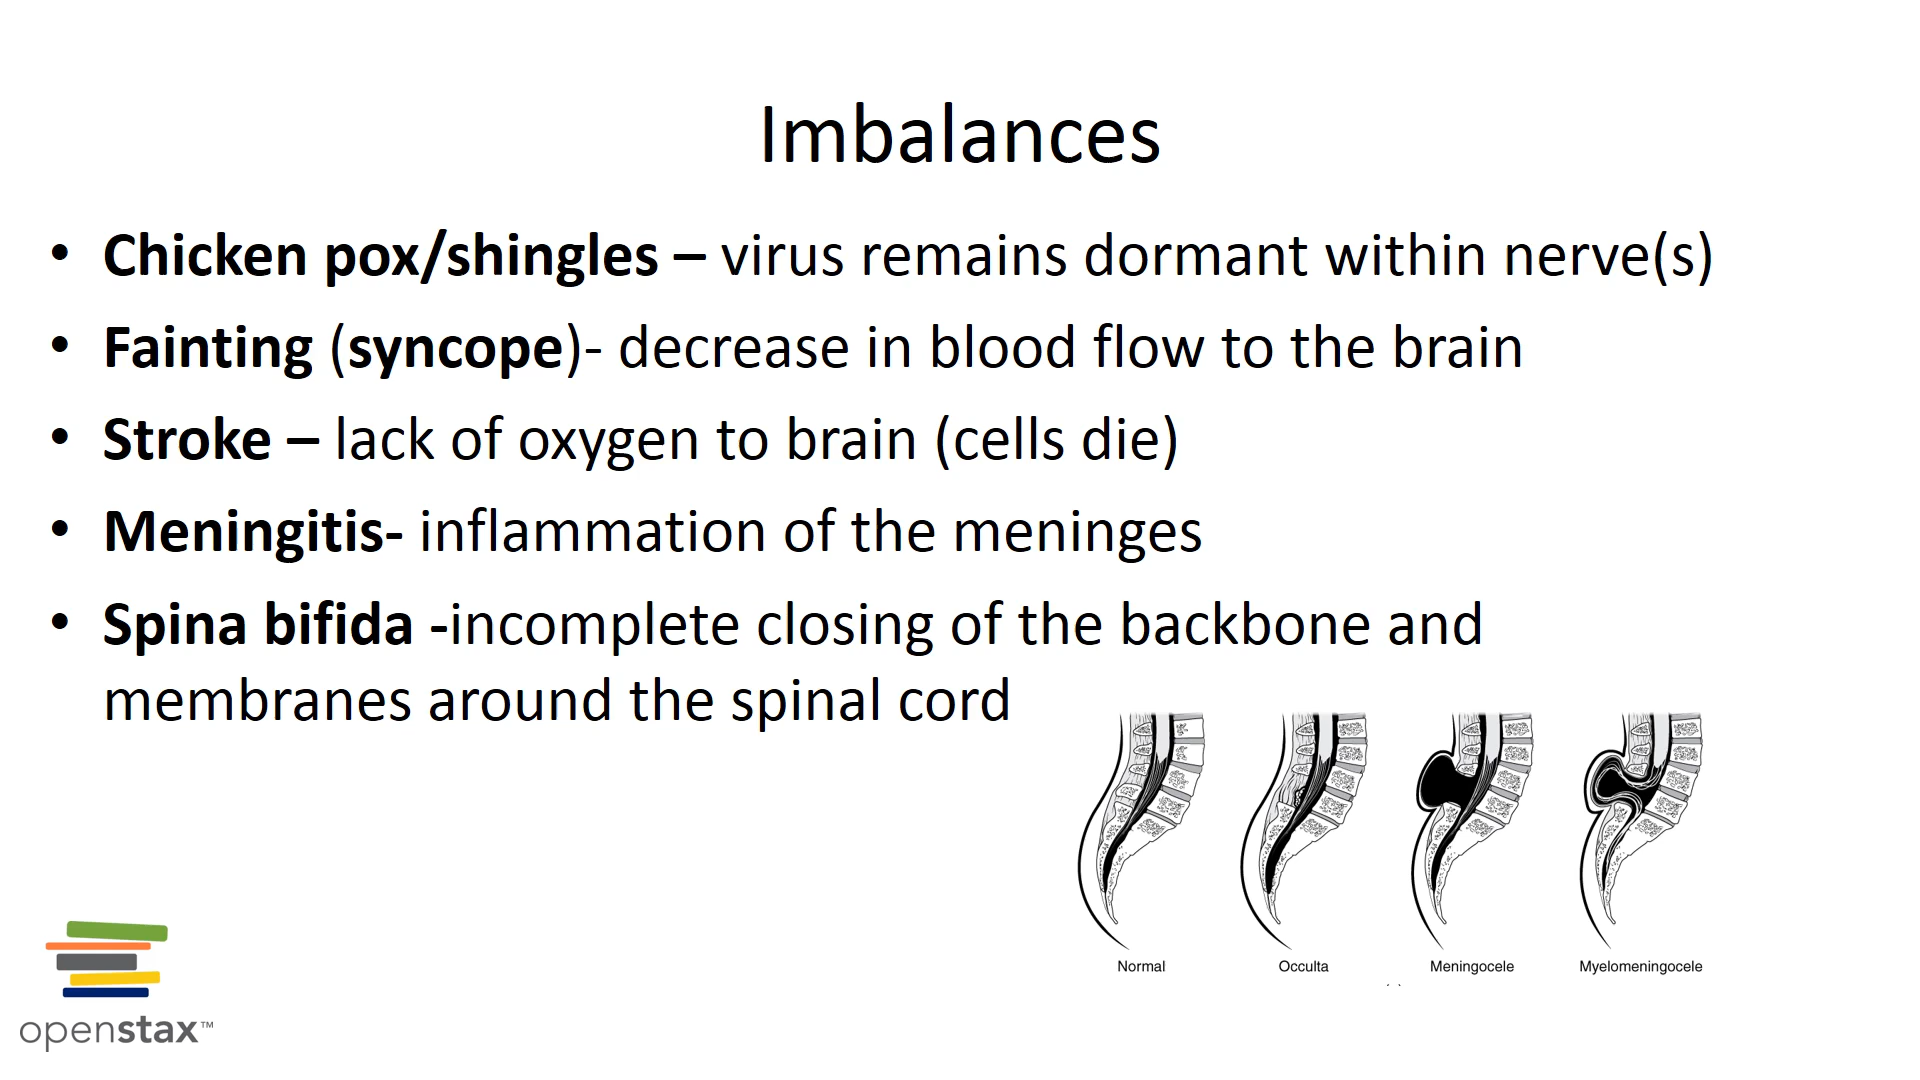 Imbalances
• Chicken pox/shingles – virus remains dormant within nerve(s)
• Fainting (syncope)- decrease in blood flow to the brain
• Stroke – lack of oxygen to brain (cells die)
• Meningitis- inflammation of the meninges
• Spina bifida -incomplete closing of the backbone and
membranes around the spinal cord
Normal Occulta Meningocele Myelomeningocele
openstax™